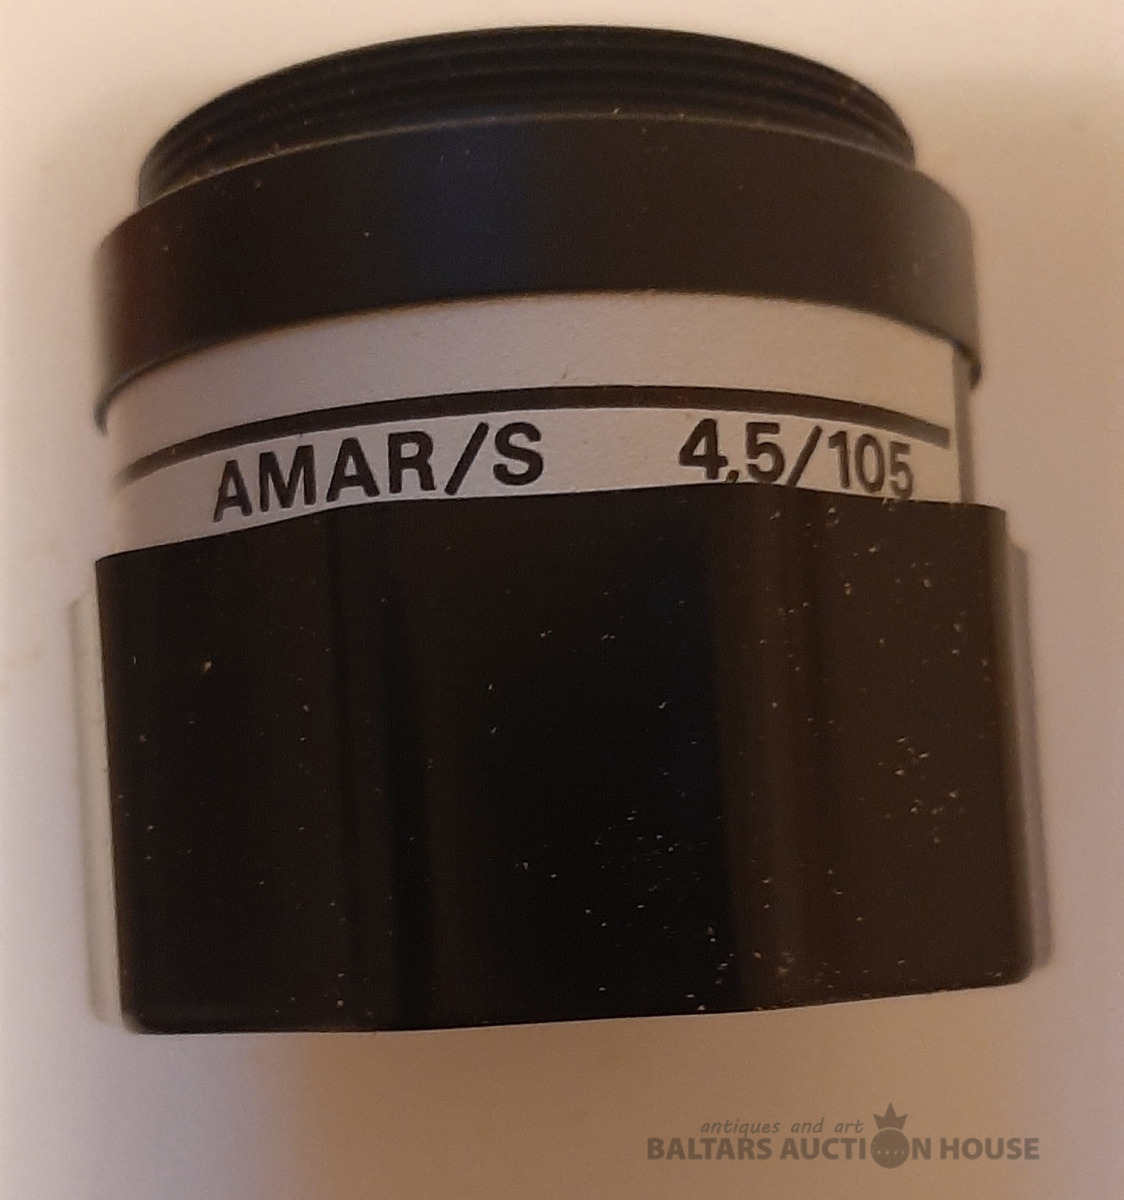 AMAR/S 4,5/105
antiques and art
BALTARS AUCTION HOUSE